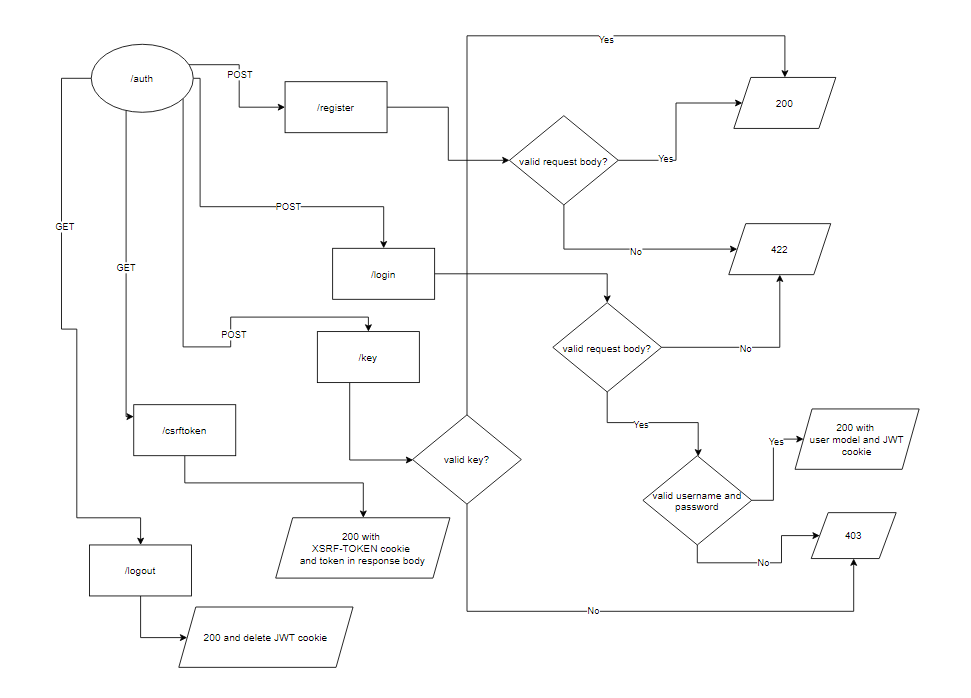 Yes
/auth
POST
/register
200
valid request body?
Yes
POST
GET
No
422
GET
/login
POST
valid request body?
No
/key
/csrftoken
Yes
200 with
user model and JWT
cookie
Yes
valid key?
valid username and
password
200 with
XSRF-TOKEN cookie
and token in response body
403
No
/logout
No
200 and delete JWT cookie